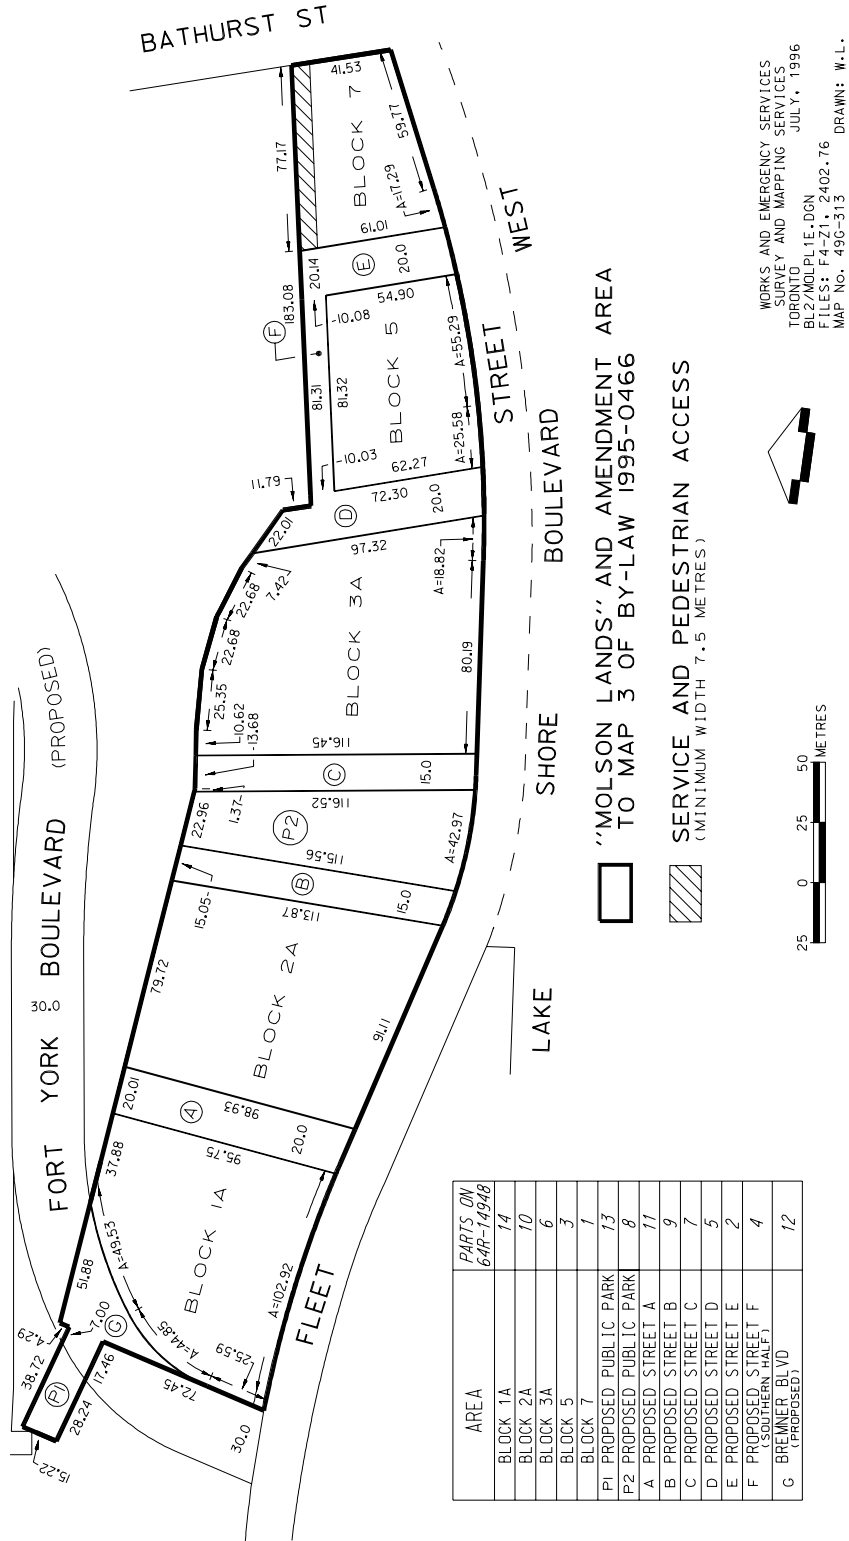 BATHURST ST
41.53
77.17
BLOCK 7
59.77
A=17.29
61.01
20.14
E
20.0
F
183.08
54.90
10.08
BLOCK 5
81.31
81.32
A=55.29
A=25.58
10.03
62.27
11.79
72.30
20.0
D
22.01
97.32
7.42
22.68
22.68
A=18.82
BLOCK 3A
80.19
25.35
10.62
13.68
116.45
C
15.0
1.37
116.52
22.96
P2
A=42.97
115.56
B
15.05
15.0
113.87
79.72
BLOCK 2A
91.11
20.01
A
98.93
20.0
95.75
37.88
BLOCK 1A
A=49.53
A=102.92
51.88
A=44.85
25.59
7.00
G
4.29
38.72
17.46
72.45
P1
28.24
15.22
30.0
FORT YORK BOULEVARD (PROPOSED)
30.0
FLEET STREET WEST
LAKE SHORE BOULEVARD
"MOLSON LANDS" AND AMENDMENT AREA
TO MAP 3 OF BY-LAW 1995-0466
SERVICE AND PEDESTRIAN ACCESS
(MINIMUM WIDTH 7.5 METRES)
25 0 25 50
METRES
WORKS AND EMERGENCY SERVICES
SURVEY AND MAPPING SERVICES
TORONTO JULY, 1996
BL2/MOLPL1E.DGN
FILES: F4-Z1, 2402.76
MAP No. 49G-313 DRAWN: W.L.
AREA PARTS ON
64R-14948
BLOCK 1A 14
BLOCK 2A 10
BLOCK 3A 6
BLOCK 5 3
BLOCK 7 1
P1 PROPOSED PUBLIC PARK 13
P2 PROPOSED PUBLIC PARK 8
A PROPOSED STREET A 11
B PROPOSED STREET B 9
C PROPOSED STREET C 7
D PROPOSED STREET D 5
E PROPOSED STREET E 2
F PROPOSED STREET F 4
(SOUTHERN HALF)
G BREMNER BLVD 12
(PROPOSED)